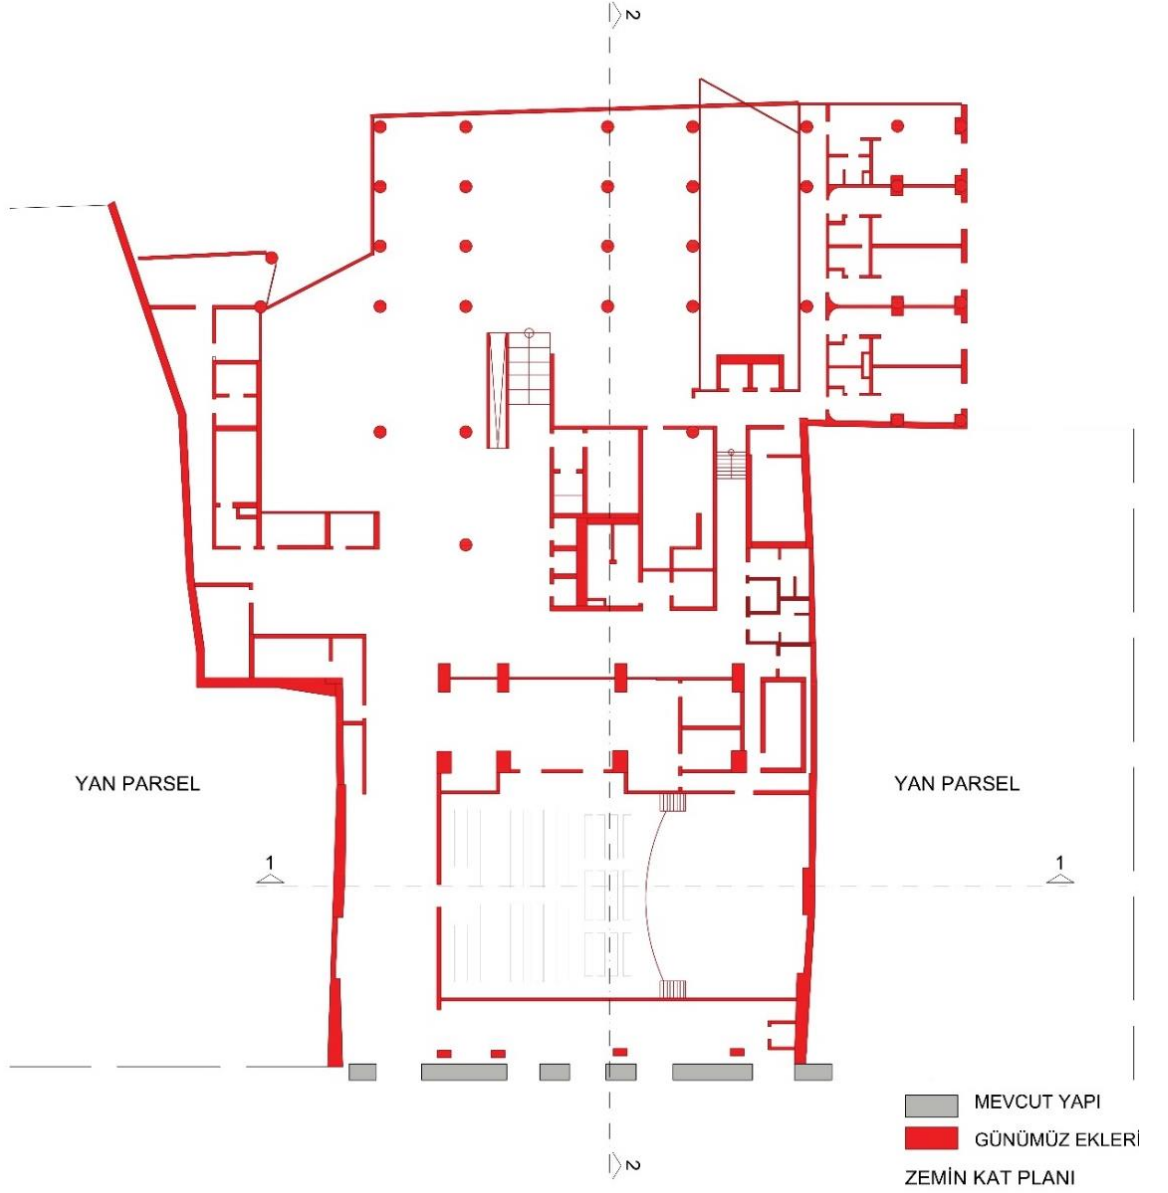 2
YAN PARSEL
YAN PARSEL
1
1
MEVCUT YAPI
GÜNÜMÜZ EKLERİ
2
ZEMİN KAT PLANI